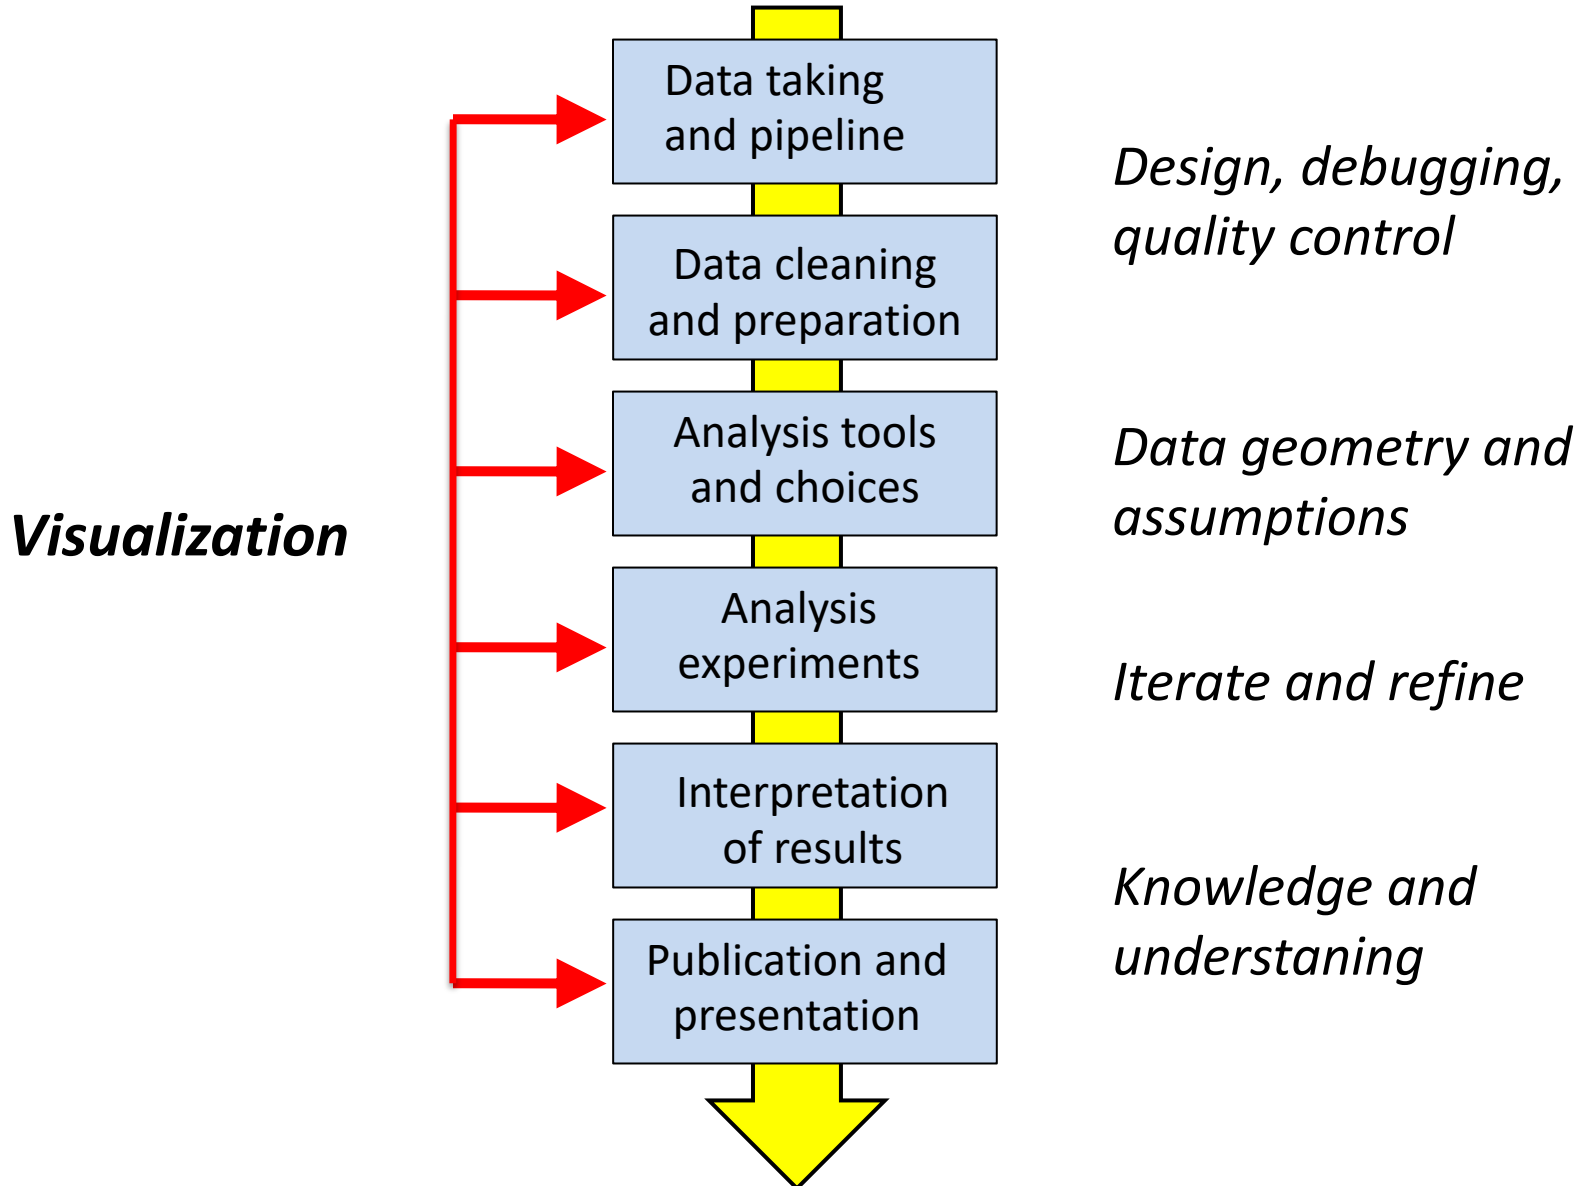 Data taking
and pipeline
Design, debugging,
quality control
Data cleaning
and preparation
Analysis tools
and choices
Data geometry and
assumptions
Visualization
Analysis
experiments
Iterate and refine
Interpretation
of results
Knowledge and
understaning
Publication and
presentation